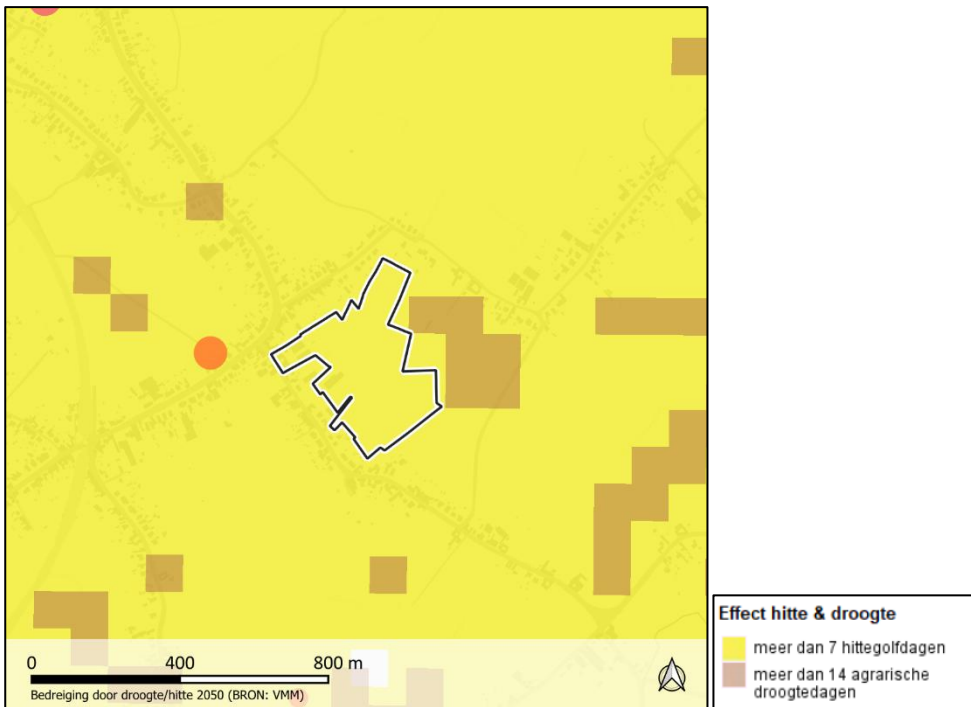 0 400 800 m
Bedreiging door droogte/hitte 2050 (BRON: VMM)
Effect hitte & droogte
meer dan 7 hittegolfdagen
meer dan 14 agrarische
droogtedagen